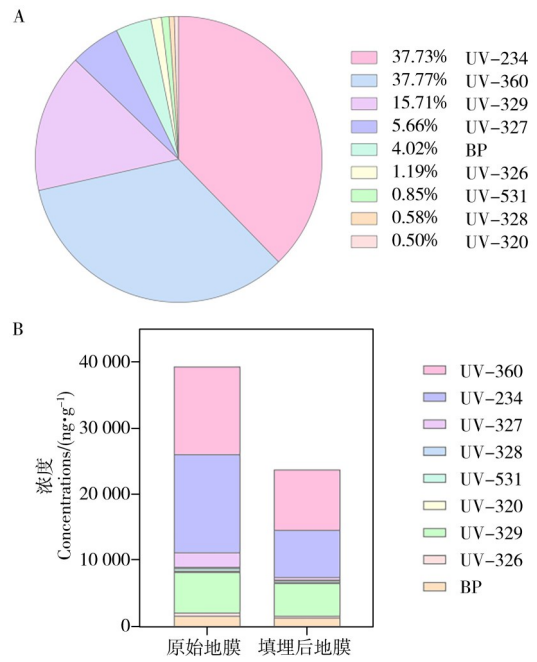 A
37.73% UV-234
37.77% UV-360
15.71% UV-329
5.66% UV-327
4.02% BP
1.19% UV-326
0.85% UV-531
0.58% UV-328
0.50% UV-320
B
浓度
Concentrations/(ng·g⁻¹)
40 000
30 000
20 000
10 000
0
原始地膜 填埋后地膜
UV-360
UV-234
UV-327
UV-328
UV-531
UV-320
UV-329
UV-326
BP